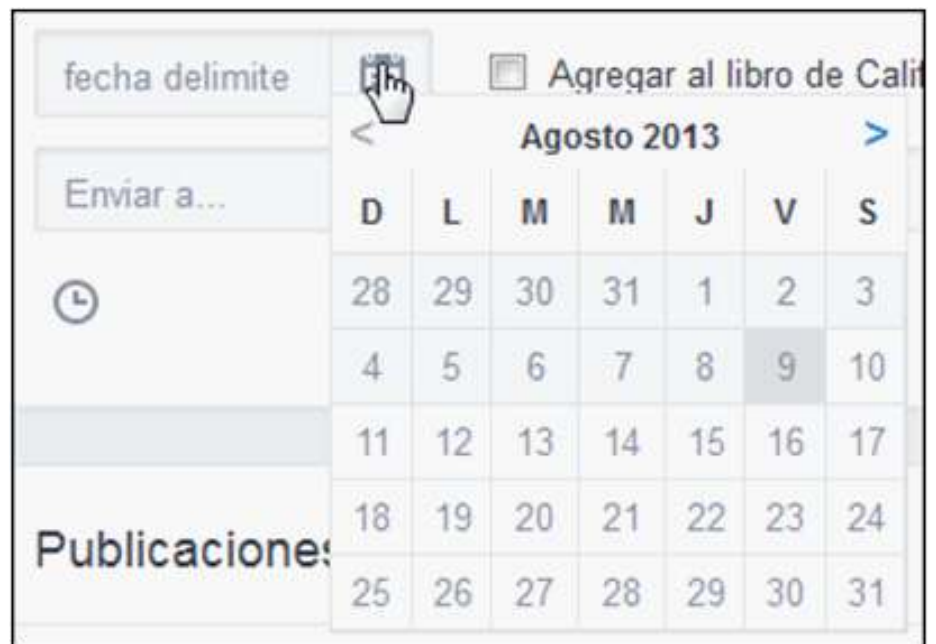 fecha delimite
Agregar al libro de Calif
< Agosto 2013 >
Enviar a...
D L M M J V S
28 29 30 31 1 2 3
4 5 6 7 8 9 10
11 12 13 14 15 16 17
18 19 20 21 22 23 24
Publicaciones
25 26 27 28 29 30 31